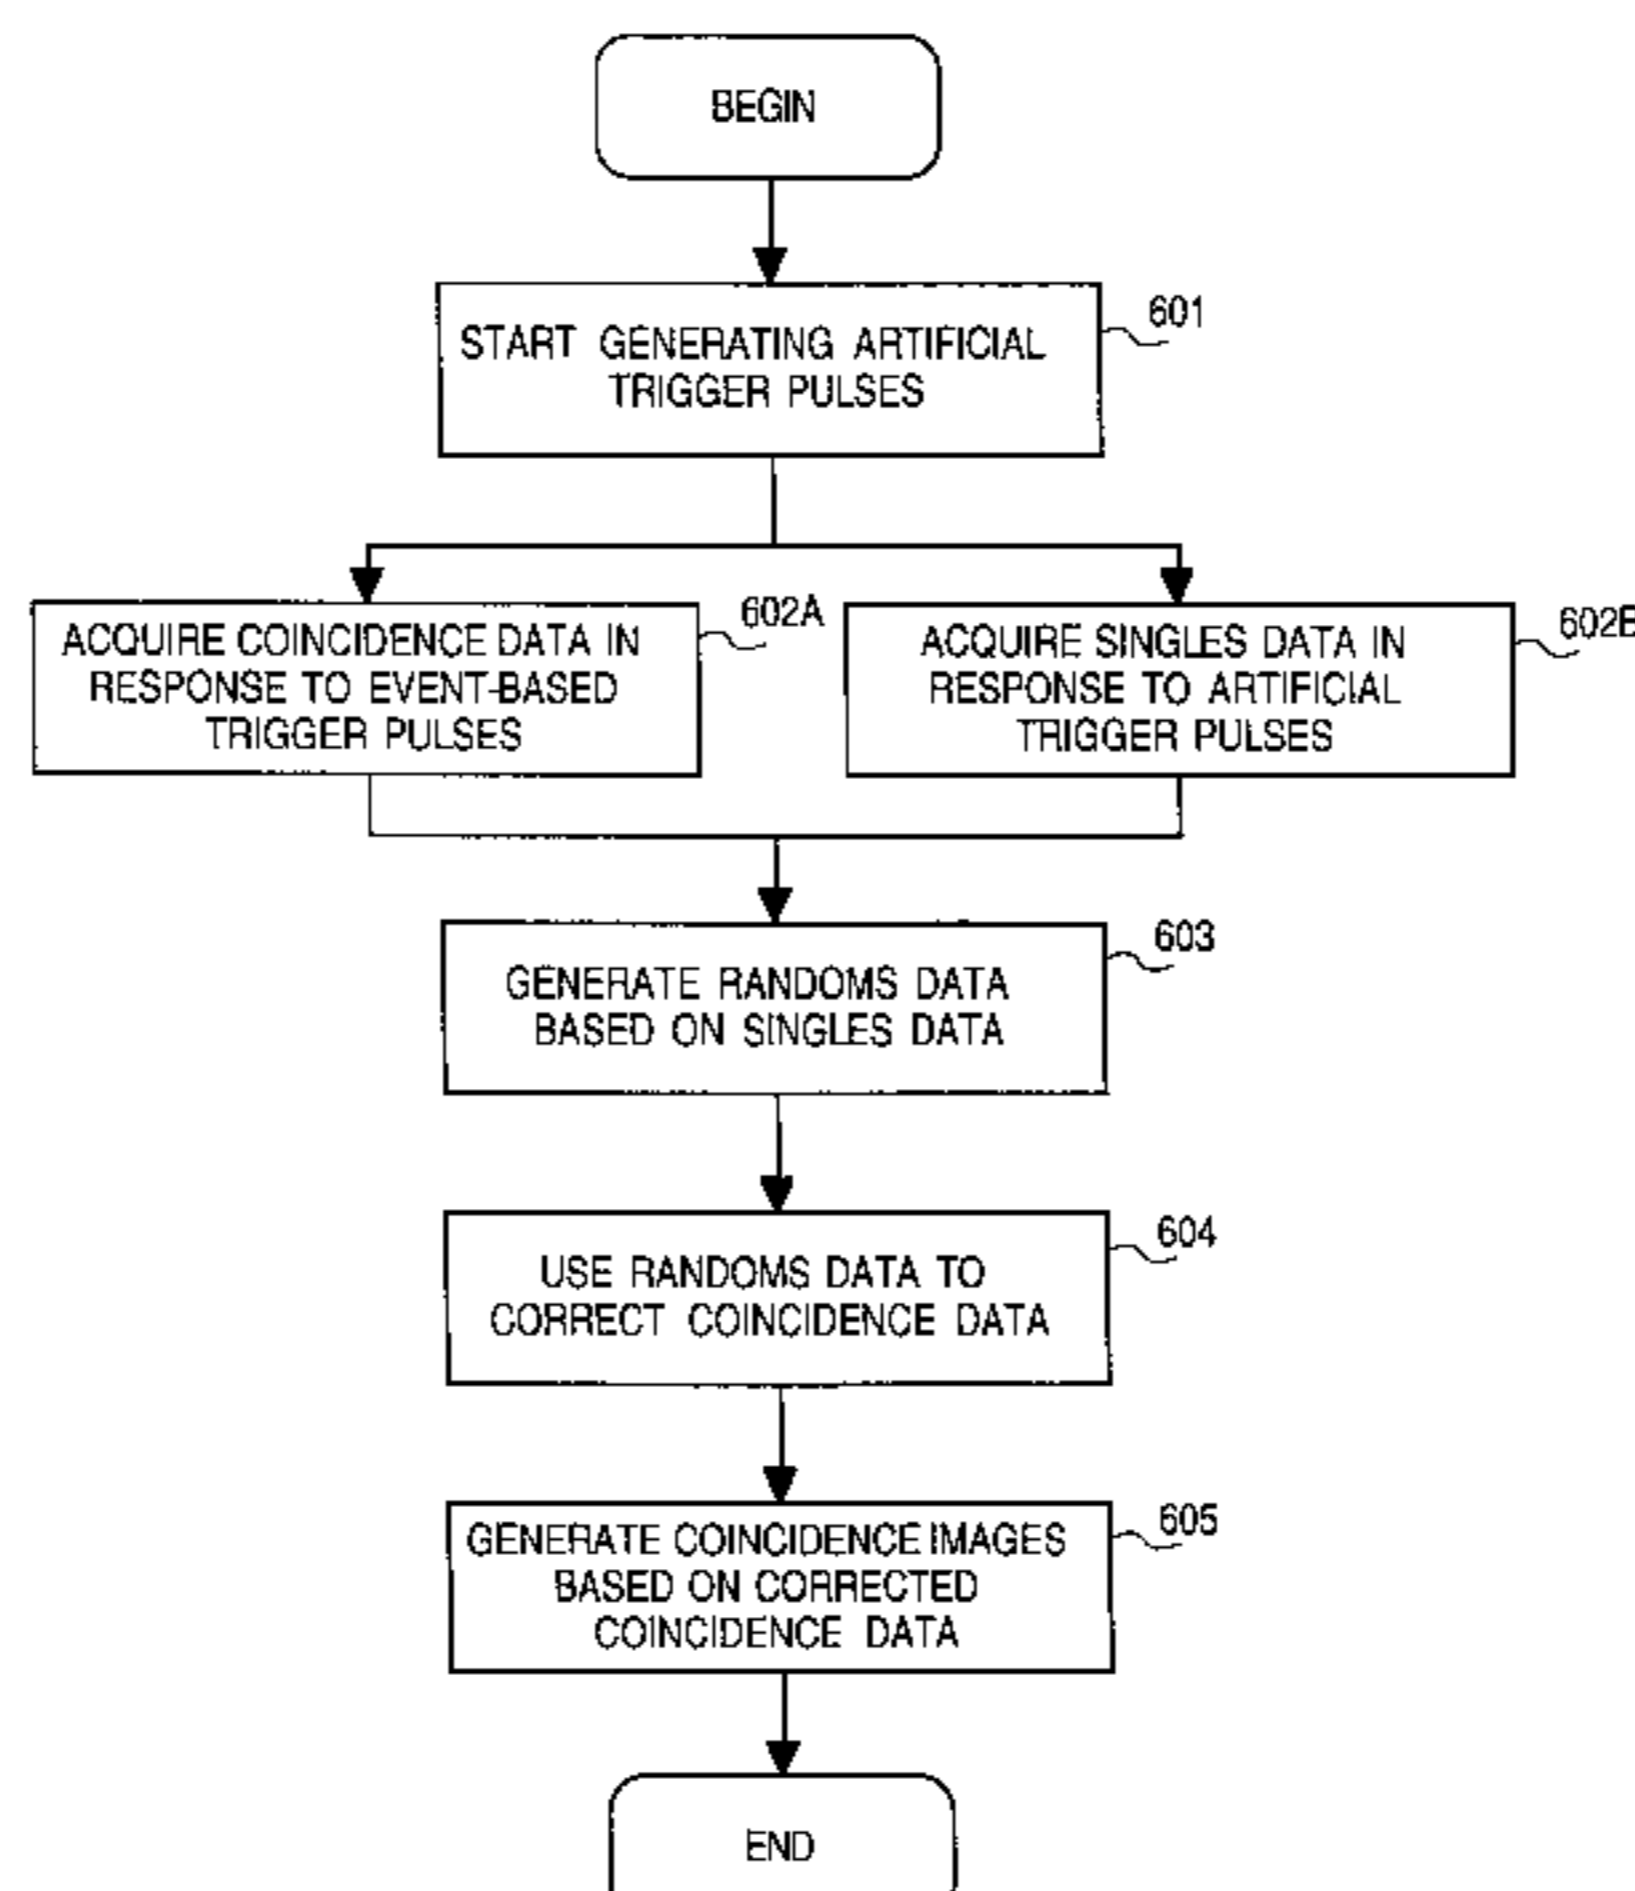 BEGIN
601
START GENERATING ARTIFICIAL
TRIGGER PULSES
602A
ACQUIRE COINCIDENCE DATA IN
RESPONSE TO EVENT-BASED
TRIGGER PULSES
602B
ACQUIRE SINGLES DATA IN
RESPONSE TO ARTIFICIAL
TRIGGER PULSES
603
GENERATE RANDOMS DATA
BASED ON SINGLES DATA
604
USE RANDOMS DATA TO
CORRECT COINCIDENCE DATA
605
GENERATE COINCIDENCE IMAGES
BASED ON CORRECTED
COINCIDENCE DATA
END